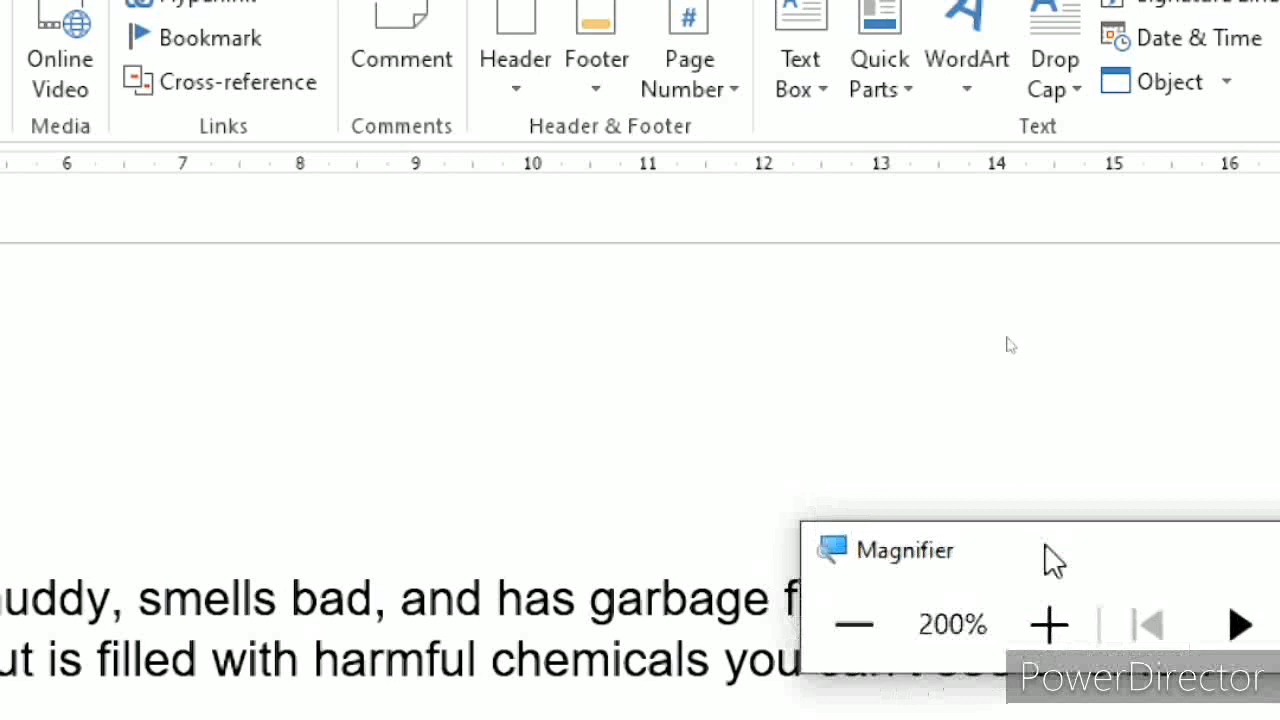 Bookmark
Cross-reference
Online Video
Comment
Header
Footer
Page Number
#
Text Box
Quick Parts
WordArt
Drop Cap
Date & Time
Object
Media
Links
Comments
Header & Footer
Text
6 7 8 9 10 11 12 13 14 15 16
Magnifier
200%
uddy, smells bad, and has garbage f
ut is filled with harmful chemicals you
PowerDirector